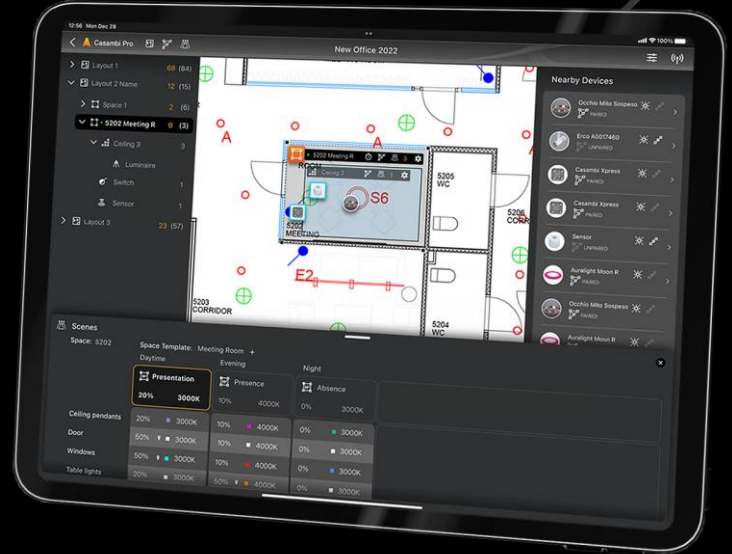 12:56 Mon Dec 28
100%
Casambi Pro
New Office 2022
Layout 1 68 (84)
Layout 2 Name 12 (15)
Space 1 2 (6)
5202 Meeting R 0 (3)
Ceiling 3 3
Luminaire
Switch 1
Sensor 1
Layout 3 23 (57)
A
A
A
5202 Meeting R 3
ROOM
Ceiling 3 1
S6
5202
MEETING
5205
WC
5206
CORR
E2
5203
CORRIDOR
5204
WC
Nearby Devices
Occhio Mito Sospeso
PAIRED
Erco A0017460
UNPAIRED
Casambi Xpress
PAIRED
Casambi Xpress
PAIRED
Sensor
UNPAIRED
Auralight Moon R
PAIRED
Occhio Mito Sospeso
PAIRED
Auralight Moon R
Scenes
Space: 5202
Space Template: Meeting Room +
Daytime Evening Night
Presentation Presence Absence
20% 3000K 10% 4000K 0% 3000K
Ceiling pendants 20% 3000K 10% 4000K 0% 3000K
Door 50% 3000K 10% 4000K 0% 3000K
Windows 50% 3000K 10% 4000K 0% 3000K
Table lights 20% 3000K 50% 4000K 0% 3000K